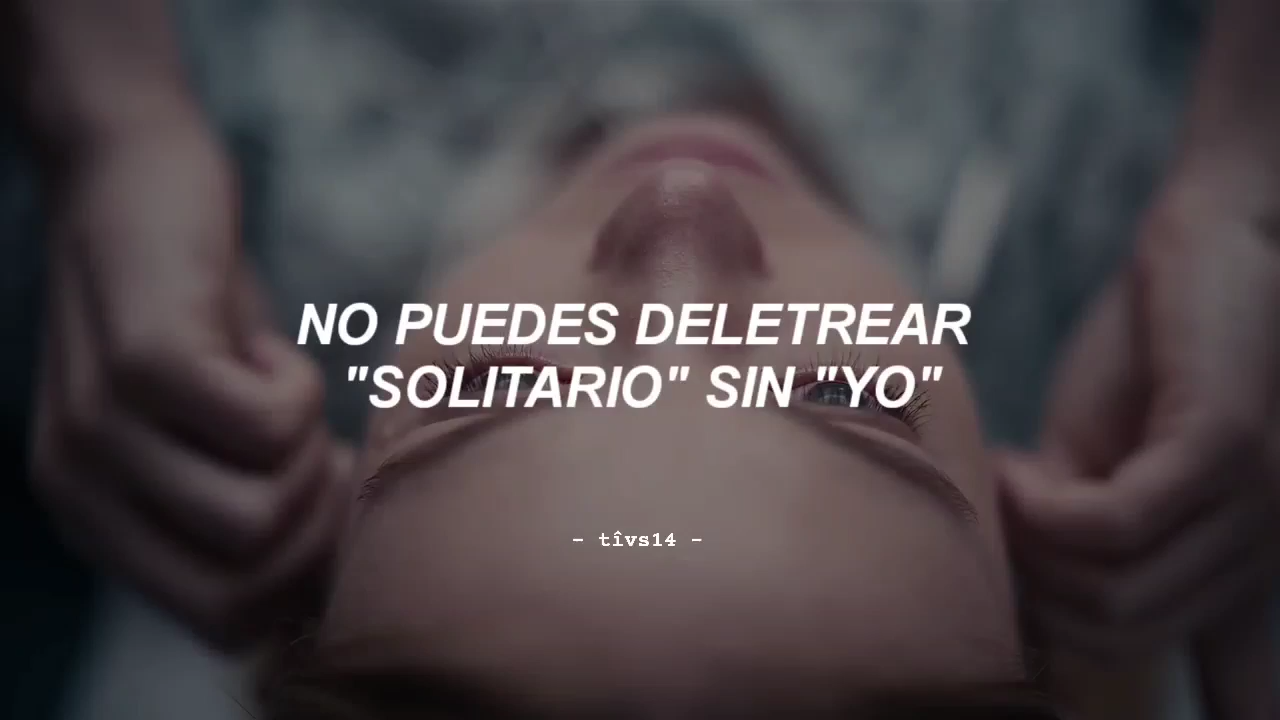 NO PUEDES DELETREAR
"SOLITARIO" SIN "YO"
- tîvs14 -